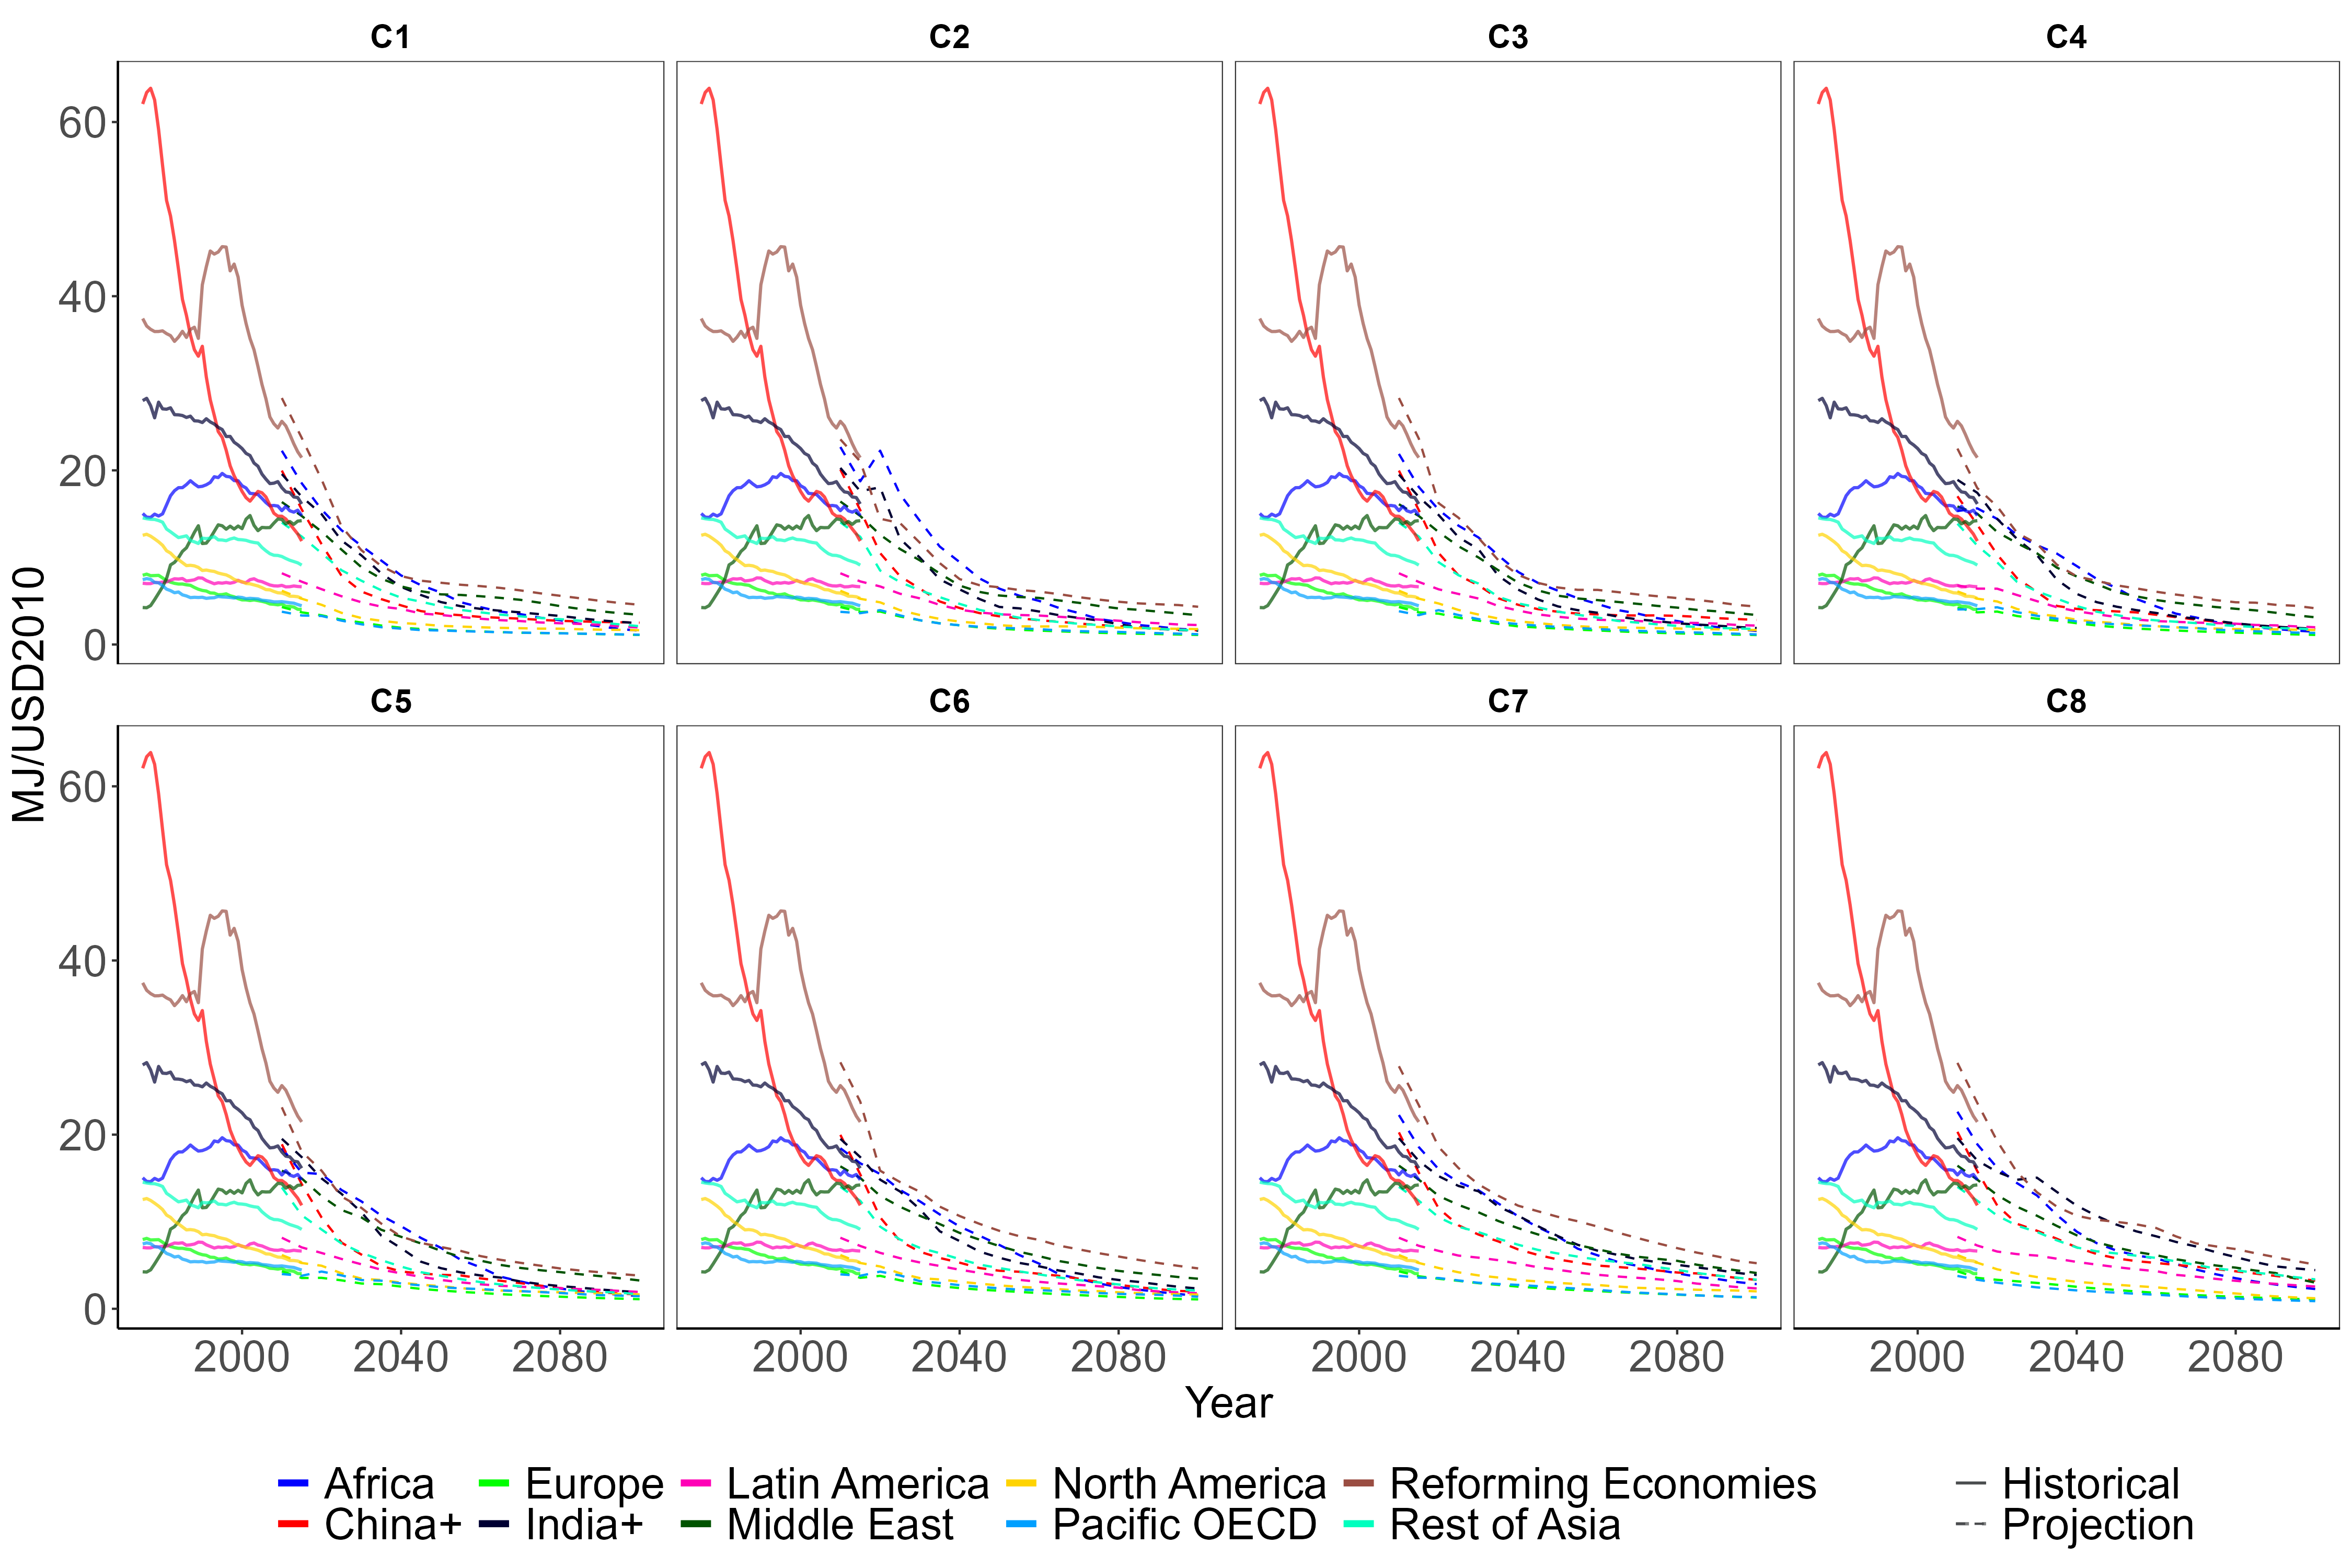 C1 C2 C3 C4
60
40
20
0
C5 C6 C7 C8
60
40
20
0
MJ/USD2010
2000 2040 2080 2000 2040 2080 2000 2040 2080 2000 2040 2080
Year
Africa Europe Latin America North America Reforming Economies Historical
China+ India+ Middle East Pacific OECD Rest of Asia Projection